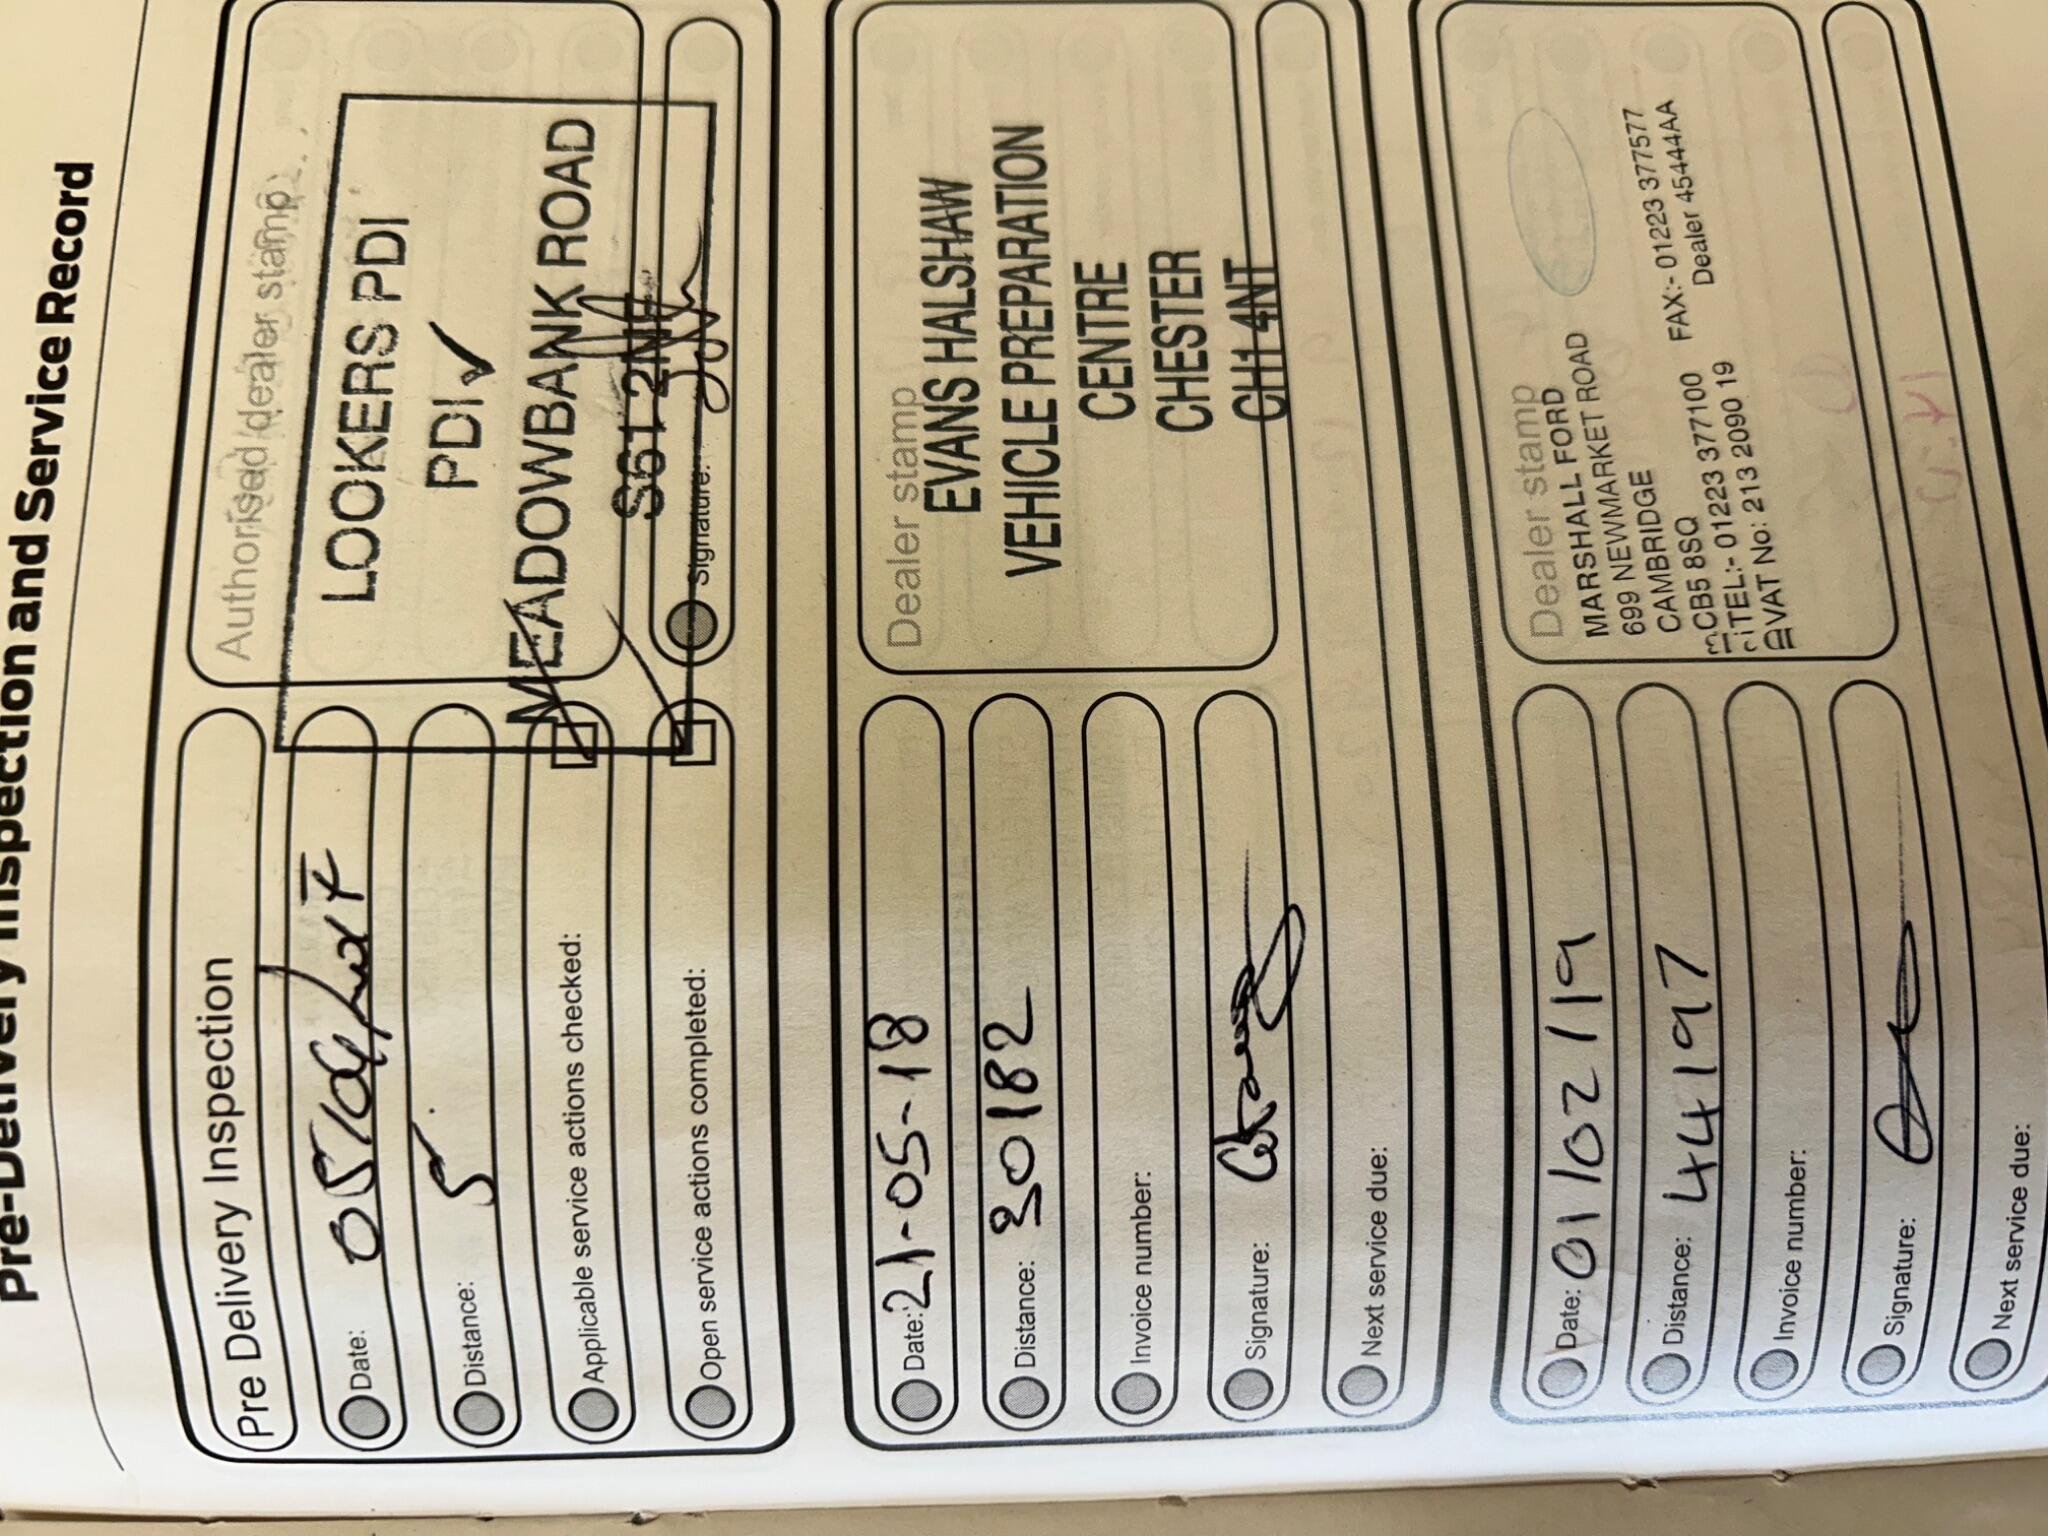 Pre-Delivery Inspection and Service Record
Pre Delivery Inspection
Date:
Distance: 5
Applicable service actions checked:
Open service actions completed:
Authorised dealer stamp
LOOKERS PDI
PDI ✓
MEADOWBANK ROAD
S61 2NF
Signature:
Date: 21-05-18
Distance: 30182
Invoice number:
Signature:
Next service due:
Dealer stamp
EVANS HALSHAW
VEHICLE PREPARATION
CENTRE
CHESTER
CH1 4NT
Date: 01/02/19
Distance: 44197
Invoice number:
Signature:
Next service due:
Dealer stamp
MARSHALL FORD
699 NEWMARKET ROAD
CAMBRIDGE
CB5 8SQ
TEL:- 01223 377100 FAX:- 01223 377577
VAT No: 213 2090 19 Dealer 45444AA